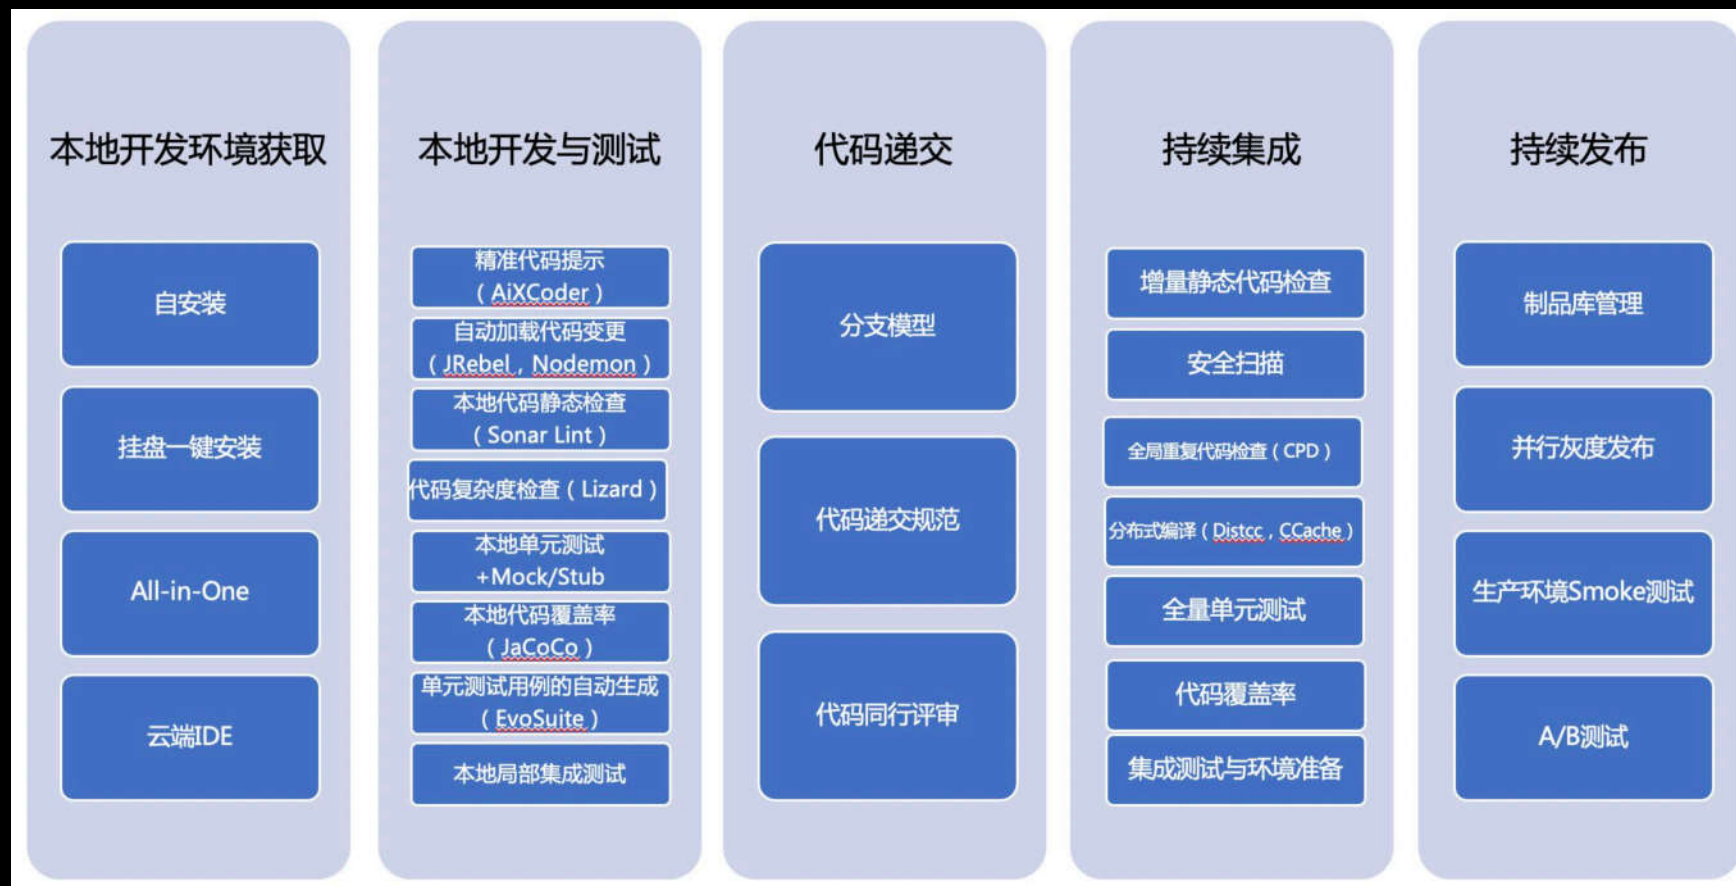 本地开发环境获取
自安装
挂盘一键安装
All-in-One
云端IDE
本地开发与测试
精准代码提示
（AiXCoder）
自动加载代码变更
（JRebel，Nodemon）
本地代码静态检查
（Sonar Lint）
代码复杂度检查（Lizard）
本地单元测试
+Mock/Stub
本地代码覆盖率
（JaCoCo）
单元测试用例的自动生成
（EvoSuite）
本地局部集成测试
代码递交
分支模型
代码递交规范
代码同行评审
持续集成
增量静态代码检查
安全扫描
全局重复代码检查（CPD）
分布式编译（Distcc，CCache）
全量单元测试
代码覆盖率
集成测试与环境准备
持续发布
制品库管理
并行灰度发布
生产环境Smoke测试
A/B测试